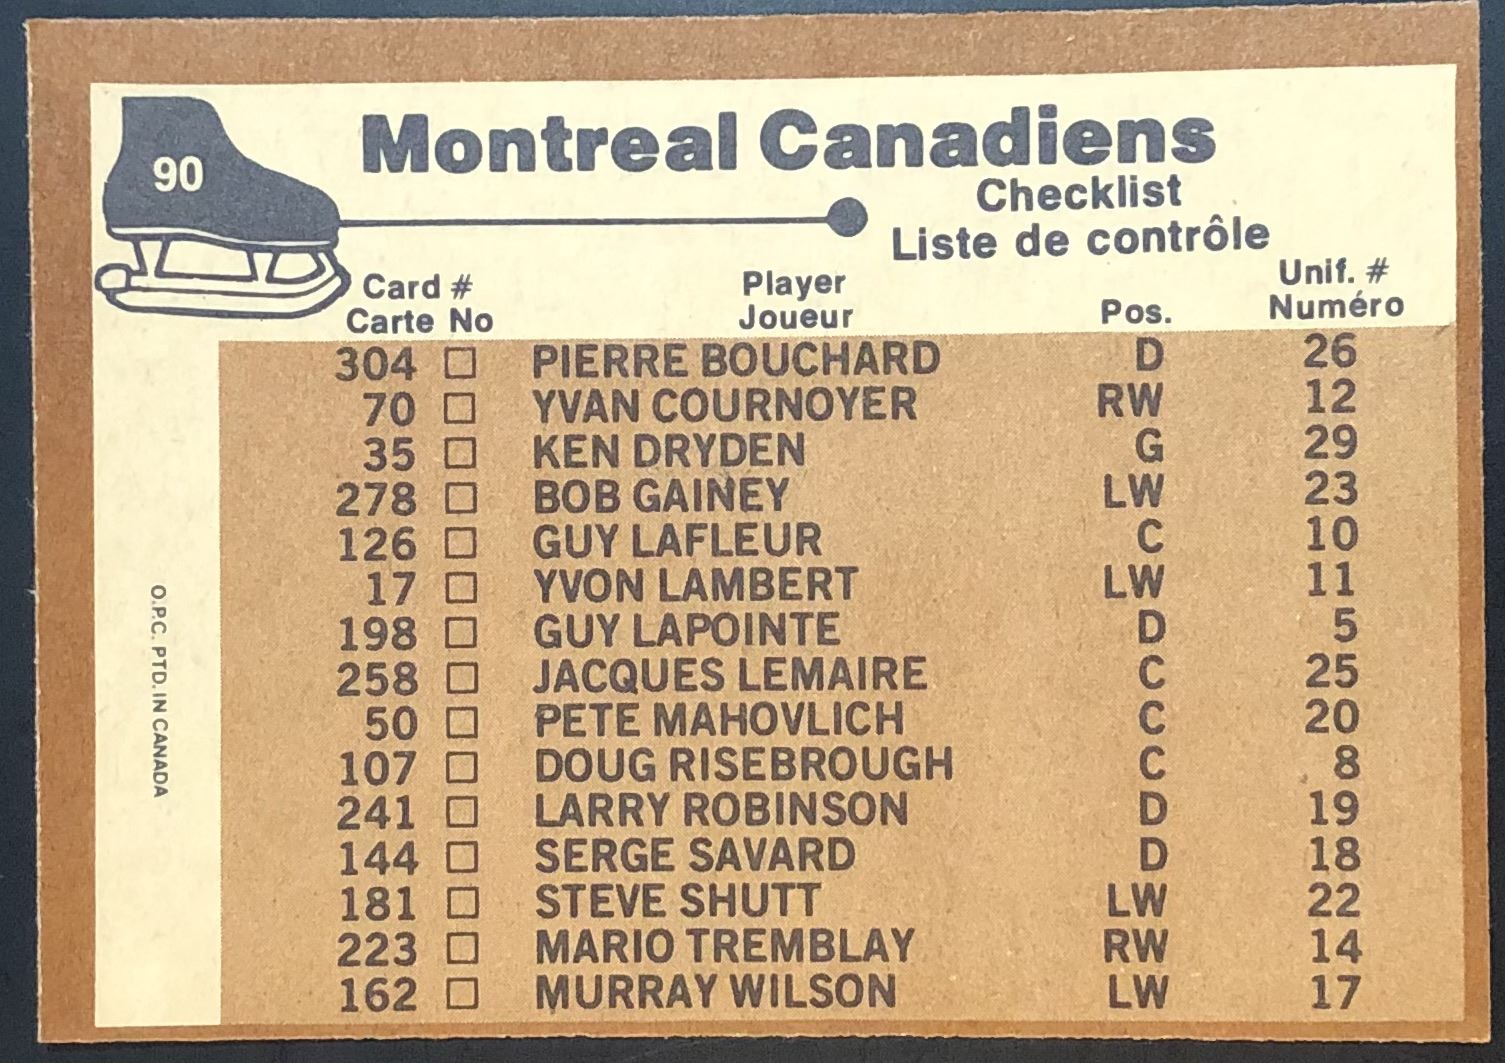 90
Montreal Canadiens
Checklist
Liste de contrôle
Card # Player Pos. Unif. #
Carte No Joueur Numéro
304 □ PIERRE BOUCHARD D 26
70 □ YVAN COURNOYER RW 12
35 □ KEN DRYDEN G 29
278 □ BOB GAINEY LW 23
126 □ GUY LAFLEUR C 10
17 □ YVON LAMBERT LW 11
198 □ GUY LAPOINTE D 5
258 □ JACQUES LEMAIRE C 25
50 □ PETE MAHOVLICH C 20
107 □ DOUG RISEBROUGH C 8
241 □ LARRY ROBINSON D 19
144 □ SERGE SAVARD D 18
181 □ STEVE SHUTT LW 22
223 □ MARIO TREMBLAY RW 14
162 □ MURRAY WILSON LW 17
O.P.C. PTD. IN CANADA